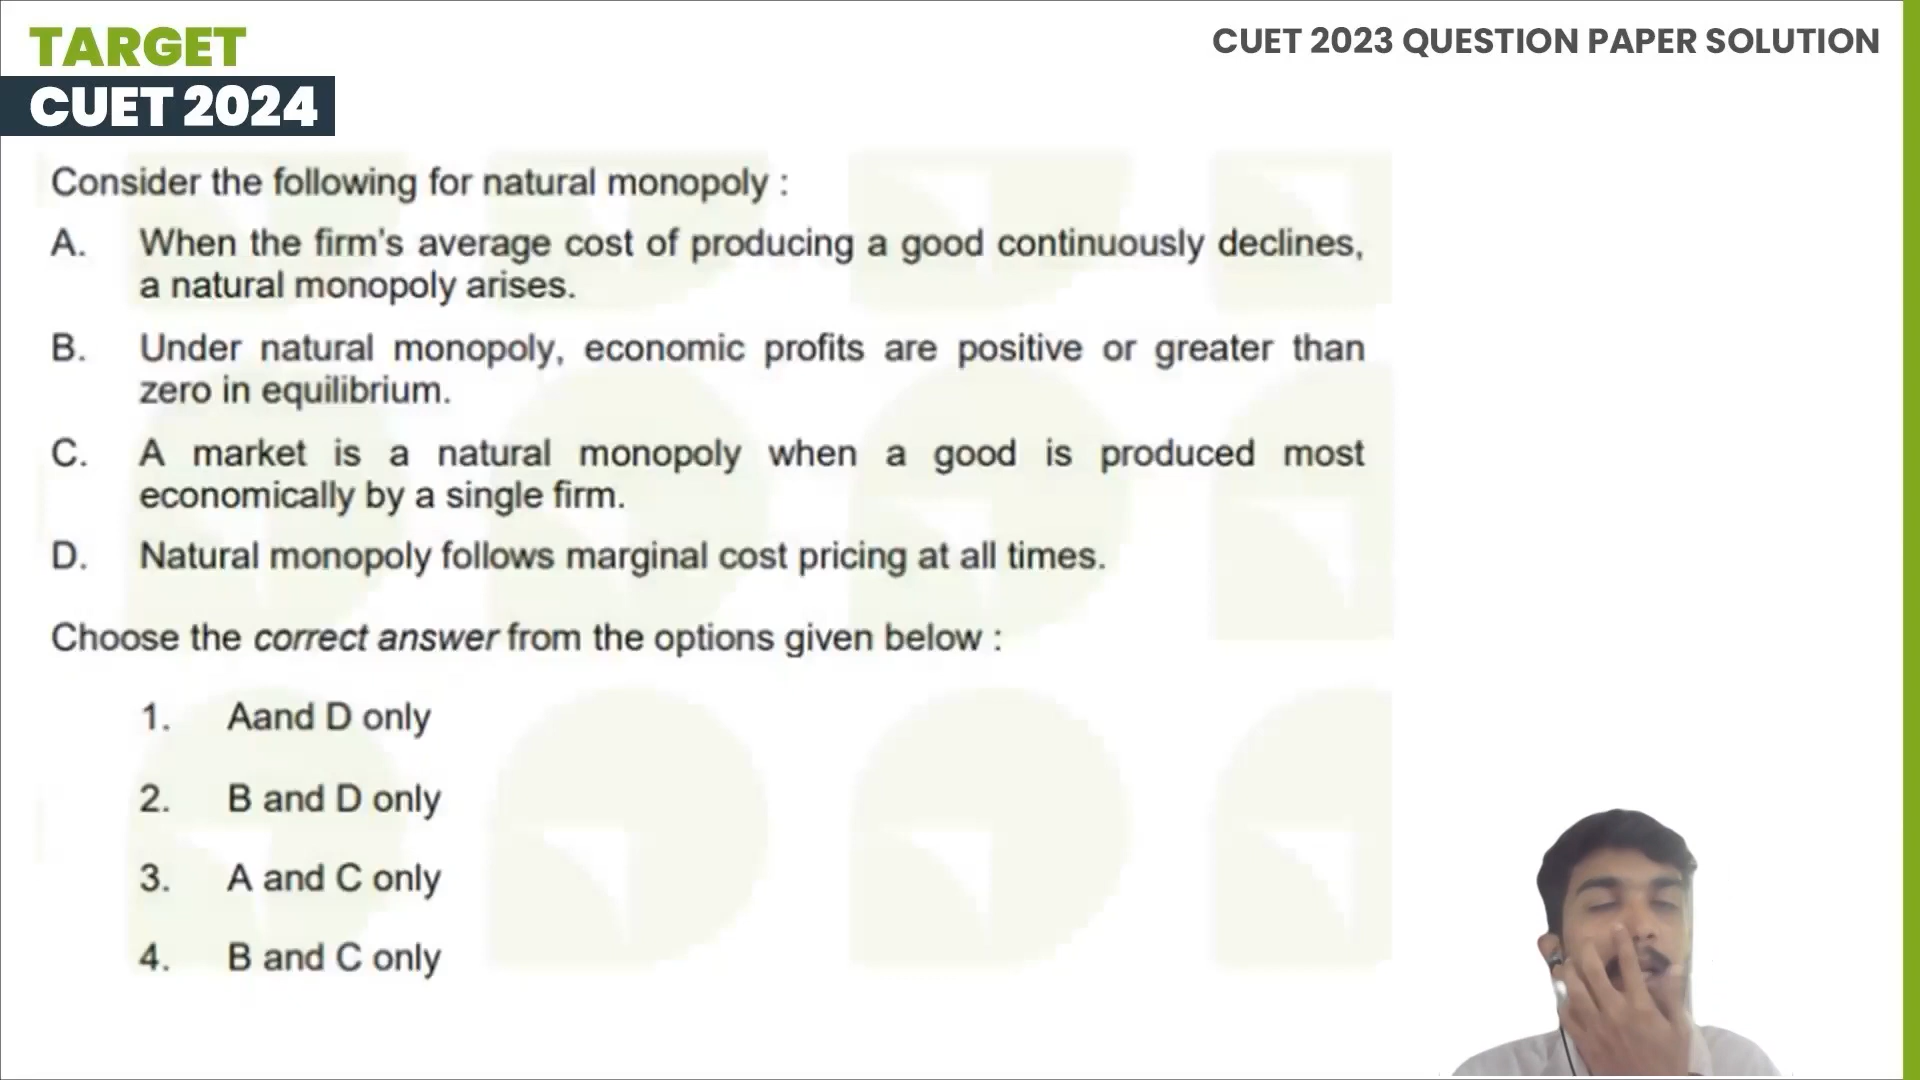 TARGET
CUET 2024
CUET 2023 QUESTION PAPER SOLUTION
Consider the following for natural monopoly :
A. When the firm's average cost of producing a good continuously declines,
a natural monopoly arises.
B. Under natural monopoly, economic profits are positive or greater than
zero in equilibrium.
C. A market is a natural monopoly when a good is produced most
economically by a single firm.
D. Natural monopoly follows marginal cost pricing at all times.
Choose the correct answer from the options given below :
1. Aand D only
2. B and D only
3. A and C only
4. B and C only